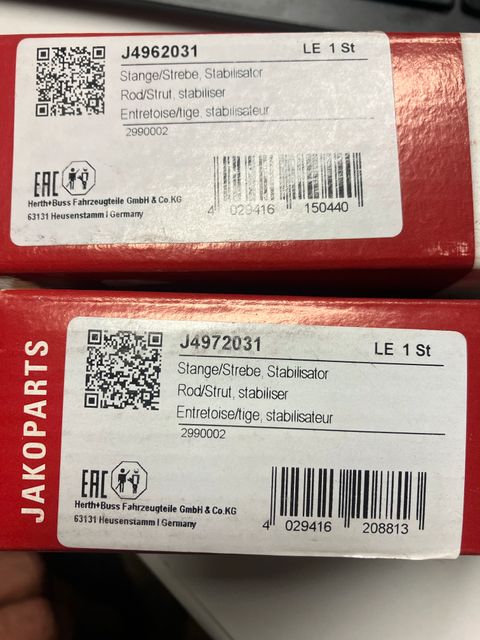 J4962031 LE 1 St
Stange/Strebe, Stabilisator
Rod/Strut, stabiliser
Entretoise/tige, stabilisateur
2990002
EAC
Herth+Buss Fahrzeugteile GmbH & Co.KG
63131 Heusenstamm | Germany
4 029416 150440
JAKOPARTS
J4972031 LE 1 St
Stange/Strebe, Stabilisator
Rod/Strut, stabiliser
Entretoise/tige, stabilisateur
2990002
EAC
Herth+Buss Fahrzeugteile GmbH & Co.KG
63131 Heusenstamm | Germany
4 029416 208813